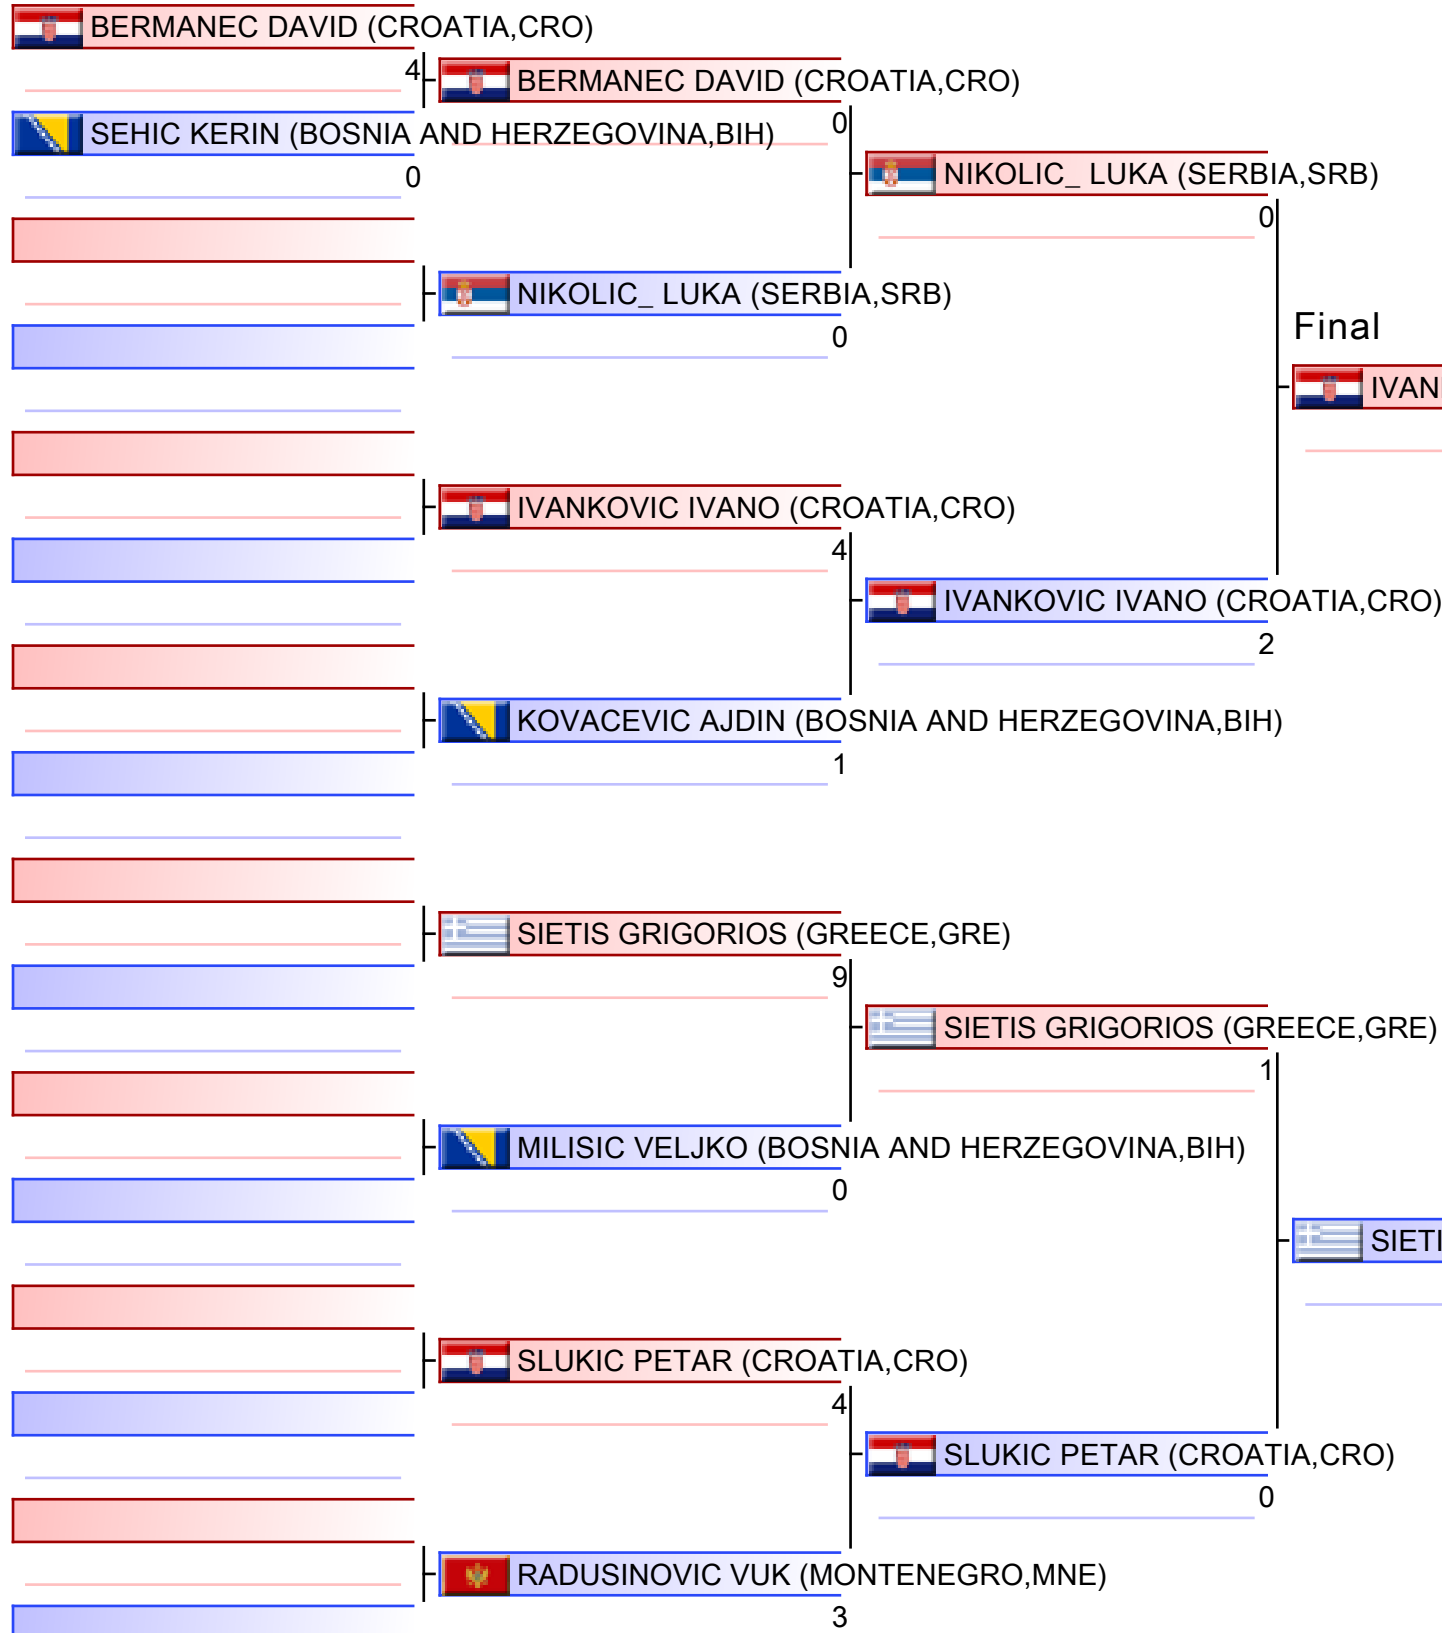 BERMANEC DAVID (CROATIA,CRO)
4
SEHIC KERIN (BOSNIA AND HERZEGOVINA,BIH)
0
BERMANEC DAVID (CROATIA,CRO)
0
NIKOLIC_ LUKA (SERBIA,SRB)
0
IVANKOVIC IVANO (CROATIA,CRO)
4
KOVACEVIC AJDIN (BOSNIA AND HERZEGOVINA,BIH)
1
SIETIS GRIGORIOS (GREECE,GRE)
9
MILISIC VELJKO (BOSNIA AND HERZEGOVINA,BIH)
0
SLUKIC PETAR (CROATIA,CRO)
4
RADUSINOVIC VUK (MONTENEGRO,MNE)
3
NIKOLIC_ LUKA (SERBIA,SRB)
0
IVANKOVIC IVANO (CROATIA,CRO)
2
SIETIS GRIGORIOS (GREECE,GRE)
1
SLUKIC PETAR (CROATIA,CRO)
0
Final
IVAN
SIETI